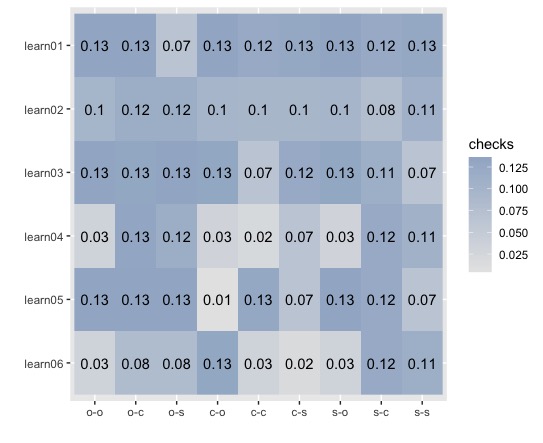 learn01 0.13 0.13 0.07 0.13 0.12 0.13 0.13 0.12 0.13
learn02 0.1 0.12 0.12 0.1 0.1 0.1 0.1 0.08 0.11
learn03 0.13 0.13 0.13 0.13 0.07 0.12 0.13 0.11 0.07
learn04 0.03 0.13 0.12 0.03 0.02 0.07 0.03 0.12 0.11
learn05 0.13 0.13 0.13 0.01 0.13 0.07 0.13 0.12 0.07
learn06 0.03 0.08 0.08 0.13 0.03 0.02 0.03 0.12 0.11
o-o o-c o-s c-o c-c c-s s-o s-c s-s
checks
0.125
0.100
0.075
0.050
0.025